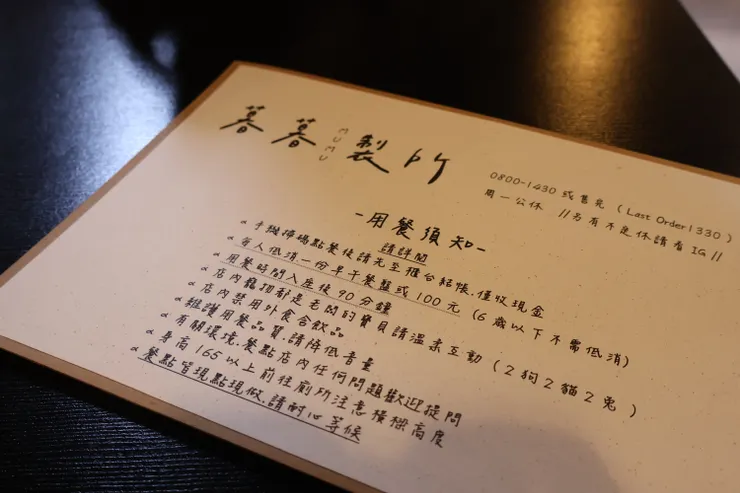 暮暮 MUMU 製所
0800-1430 或售完 (Last Order 1330)
周一公休 //另有不定休請看IG//
-用餐須知-
請詳閱
手機掃碼點餐後請先至櫃台結帳.僅收現金
每人低消一份早午餐盤或100元 (6歲以下不需低消)
用餐時間入座後90分鐘
店內寵物都是老闆的寶貝請溫柔互動 (2狗2貓2兔)
店內禁用外食含飲品
維護用餐品質.請降低音量
有關環境.餐點店內任何問題歡迎提問
身高165以上前往廁所注意橫樑高度
餐點皆現點現做.請耐心等候